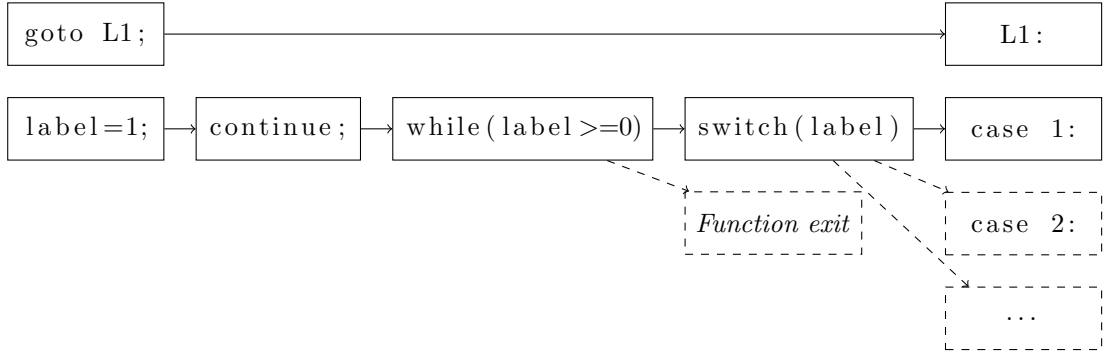 goto L1; L1:
label=1; continue; while(label>=0) switch(label) case 1:
Function exit case 2:
...